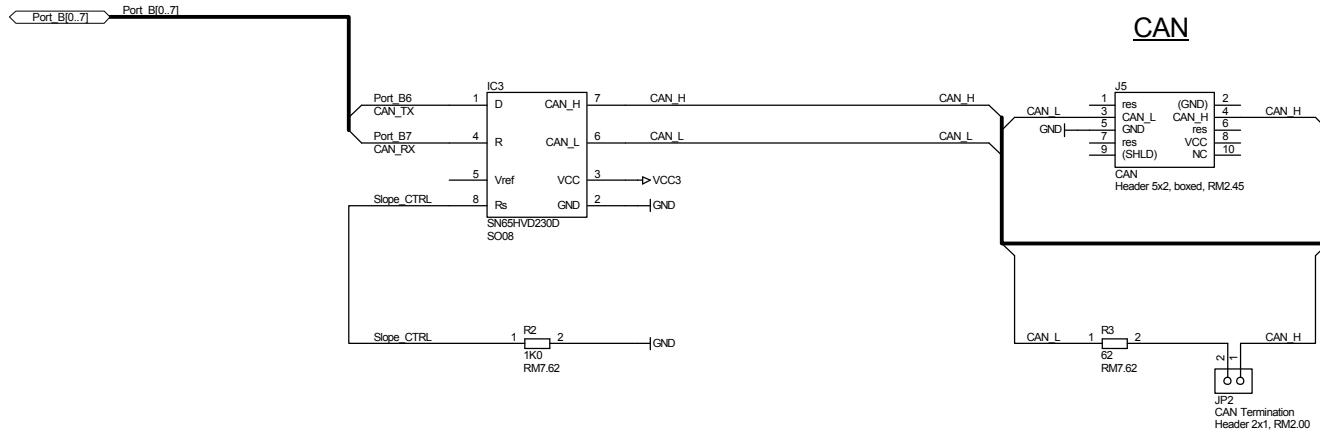 Port_B[0..7]
Port_B[0..7]
CAN
IC3
Port_B6
CAN_TX
1
D
CAN_H
7
CAN_H
CAN_H
Port_B7
CAN_RX
4
R
CAN_L
6
CAN_L
CAN_L
5
Vref
VCC
3
VCC3
Slope_CTRL
8
Rs
GND
2
GND
SN65HVD230D
SO08
J5
1
res
(GND)
2
CAN_L
3
CAN_L
CAN_H
4
CAN_H
GND
5
GND
res
6
7
res
VCC
8
9
(SHLD)
NC
10
CAN
Header 5x2, boxed, RM2.45
Slope_CTRL
1
R2
2
GND
1K0
RM7.62
CAN_L
1
R3
2
CAN_H
62
RM7.62
2
1
JP2
CAN Termination
Header 2x1, RM2.00